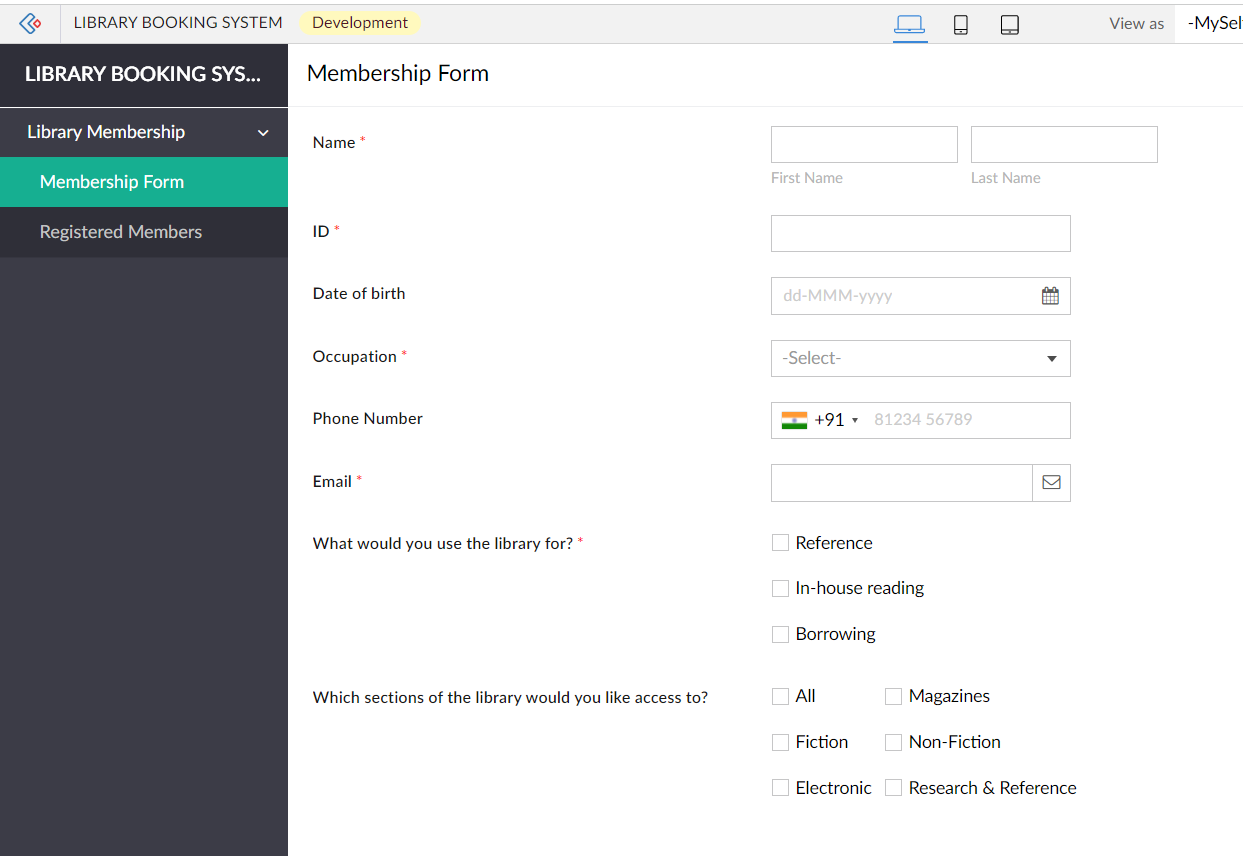 LIBRARY BOOKING SYSTEM Development View as -MySel
LIBRARY BOOKING SYS...
Library Membership
Membership Form
Registered Members
Membership Form
Name *
First Name Last Name
ID *
Date of birth dd-MMM-yyyy
Occupation * -Select-
Phone Number +91 81234 56789
Email *
What would you use the library for? * Reference
In-house reading
Borrowing
Which sections of the library would you like access to? All Magazines
Fiction Non-Fiction
Electronic Research & Reference